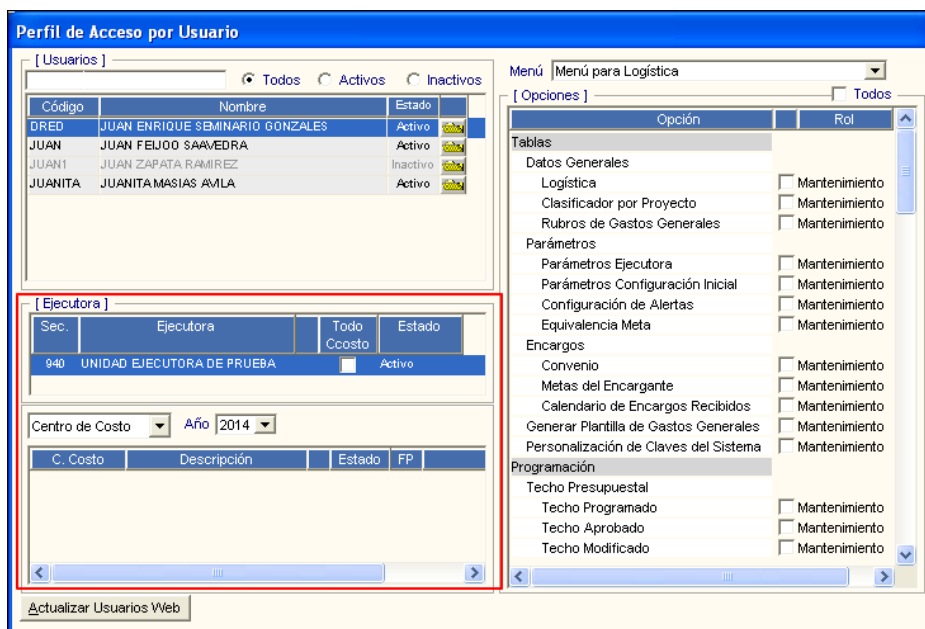 Perfil de Acceso por Usuario
[ Usuarios ]
Todos Activos Inactivos
Código Nombre Estado
DRED JUAN ENRIQUE SEMINARIO GONZALES Activo
JUAN JUAN FEIJOO SAAVEDRA Activo
JUAN1 JUAN ZAPATA RAMIREZ Inactivo
JUANITA JUANITA MASIAS AVILA Activo
[ Ejecutora ]
Sec. Ejecutora Todo Ccosto Estado
940 UNIDAD EJECUTORA DE PRUEBA Activo
Centro de Costo Año 2014
C. Costo Descripción Estado FP
Actualizar Usuarios Web
Menú Menú para Logística
[ Opciones ] Todos
Opción Rol
Tablas
Datos Generales
Logística Mantenimiento
Clasificador por Proyecto Mantenimiento
Rubros de Gastos Generales Mantenimiento
Parámetros
Parámetros Ejecutora Mantenimiento
Parámetros Configuración Inicial Mantenimiento
Configuración de Alertas Mantenimiento
Equivalencia Meta Mantenimiento
Encargos
Convenio Mantenimiento
Metas del Encargante Mantenimiento
Calendario de Encargos Recibidos Mantenimiento
Generar Plantilla de Gastos Generales Mantenimiento
Personalización de Claves del Sistema Mantenimiento
Programación
Techo Presupuestal
Techo Programado Mantenimiento
Techo Aprobado Mantenimiento
Techo Modificado Mantenimiento